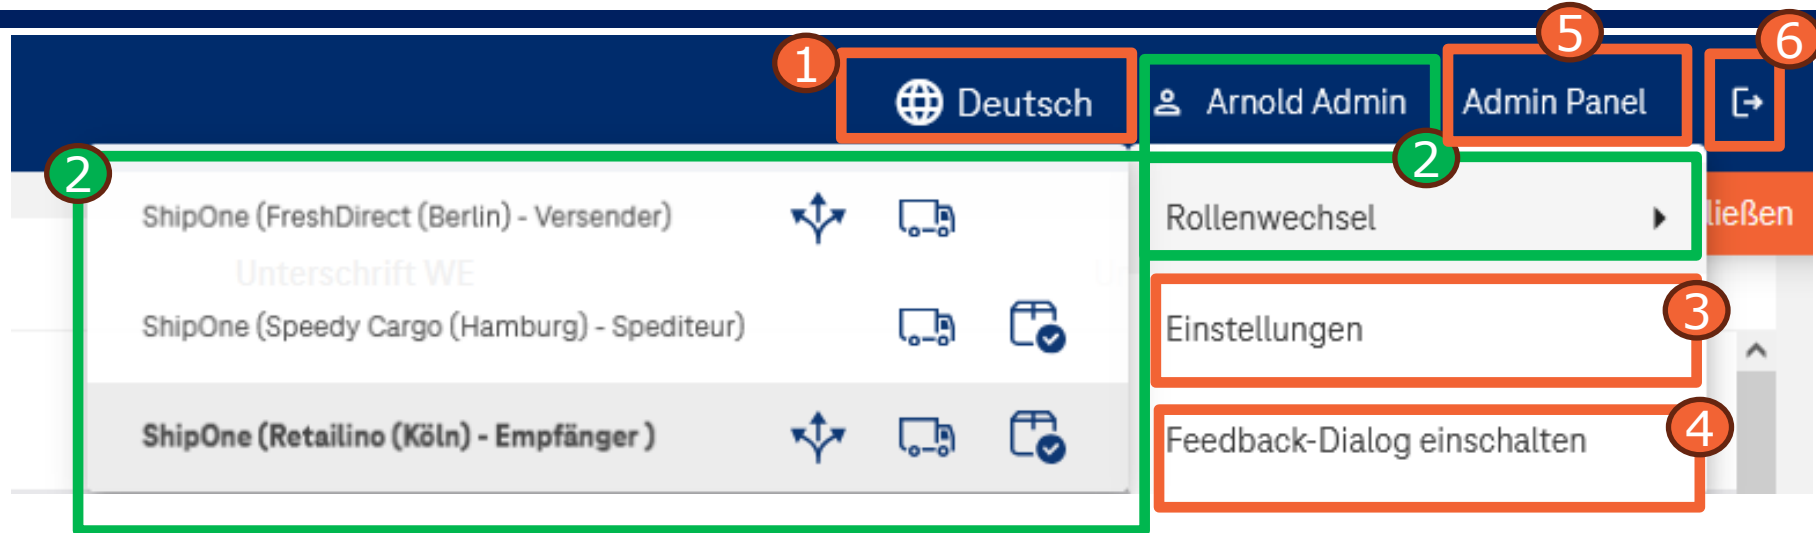 1
5
6
Deutsch
Arnold Admin
Admin Panel
2
2
ShipOne (FreshDirect (Berlin) - Versender)
Rollenwechsel
ließen
Unterschrift WE
ShipOne (Speedy Cargo (Hamburg) - Spediteur)
Einstellungen
3
ShipOne (Retailino (Köln) - Empfänger )
Feedback-Dialog einschalten
4